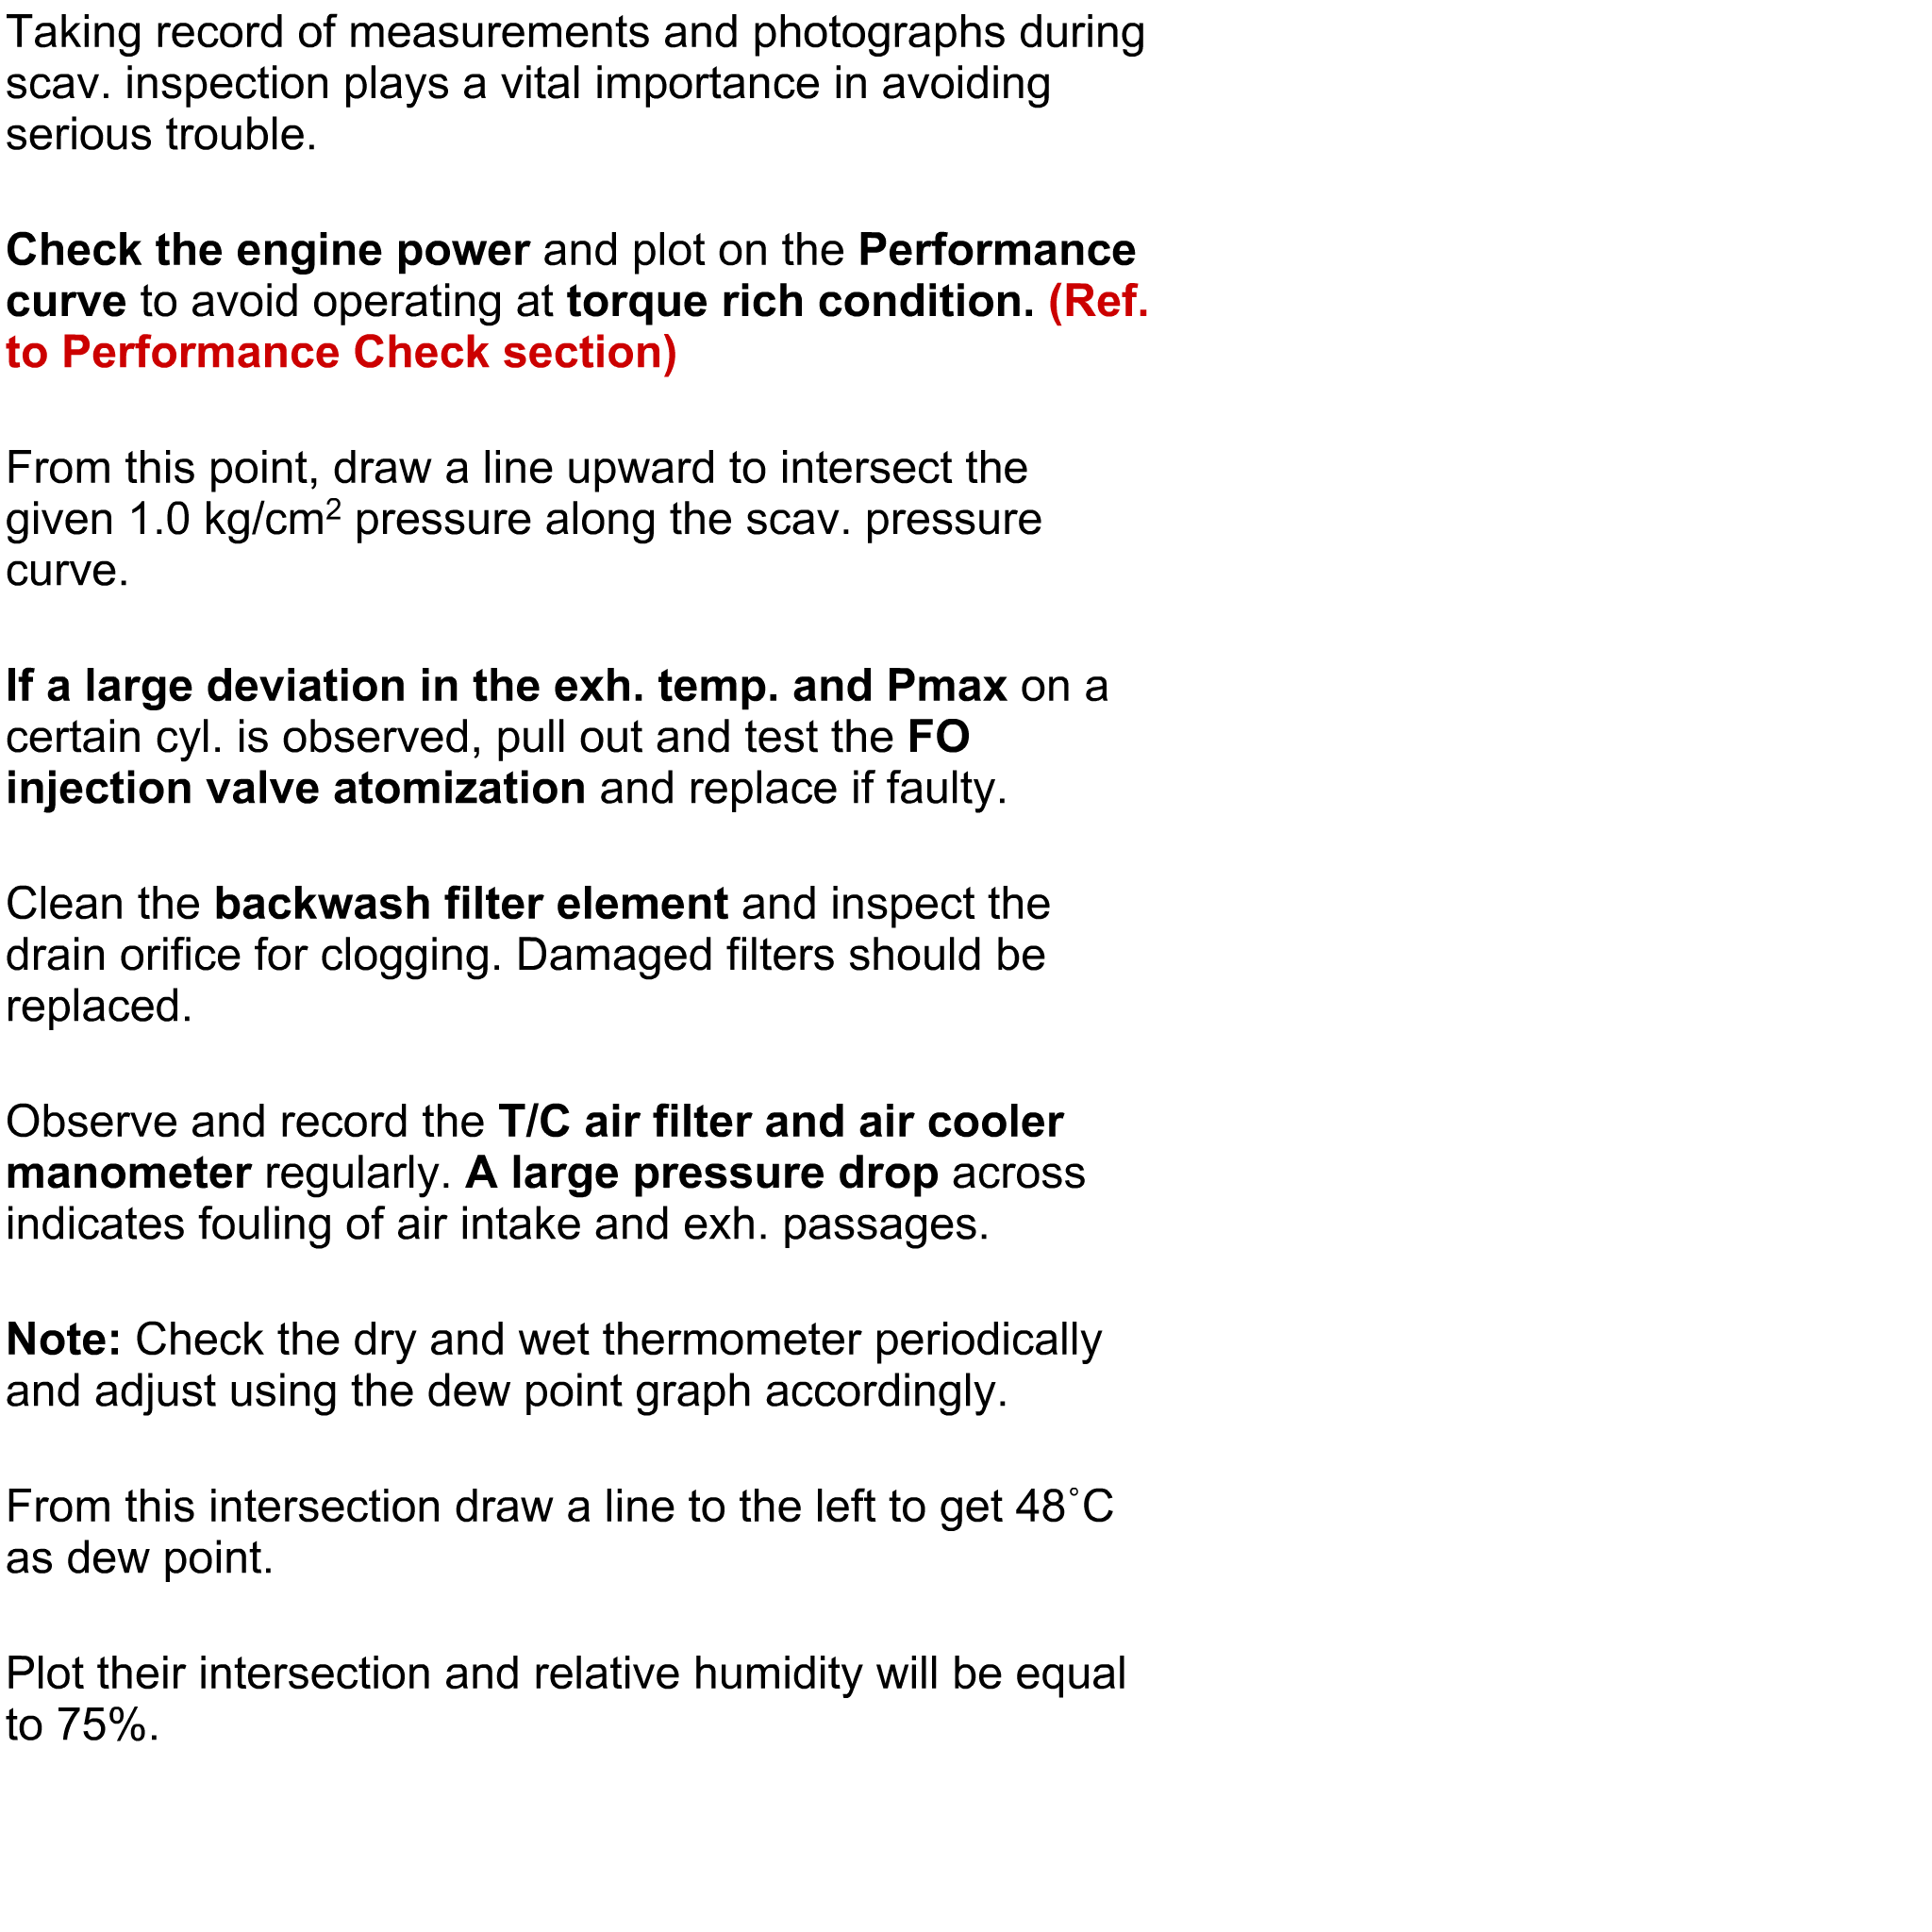 Taking record of measurements and photographs during
scav. inspection plays a vital importance in avoiding
serious trouble.
Check the engine power and plot on the Performance
curve to avoid operating at torque rich condition. (Ref.
to Performance Check section)
From this point, draw a line upward to intersect the
given 1.0 kg/cm² pressure along the scav. pressure
curve.
If a large deviation in the exh. temp. and Pmax on a
certain cyl. is observed, pull out and test the FO
injection valve atomization and replace if faulty.
Clean the backwash filter element and inspect the
drain orifice for clogging. Damaged filters should be
replaced.
Observe and record the T/C air filter and air cooler
manometer regularly. A large pressure drop across
indicates fouling of air intake and exh. passages.
Note: Check the dry and wet thermometer periodically
and adjust using the dew point graph accordingly.
From this intersection draw a line to the left to get 48˚C
as dew point.
Plot their intersection and relative humidity will be equal
to 75%.